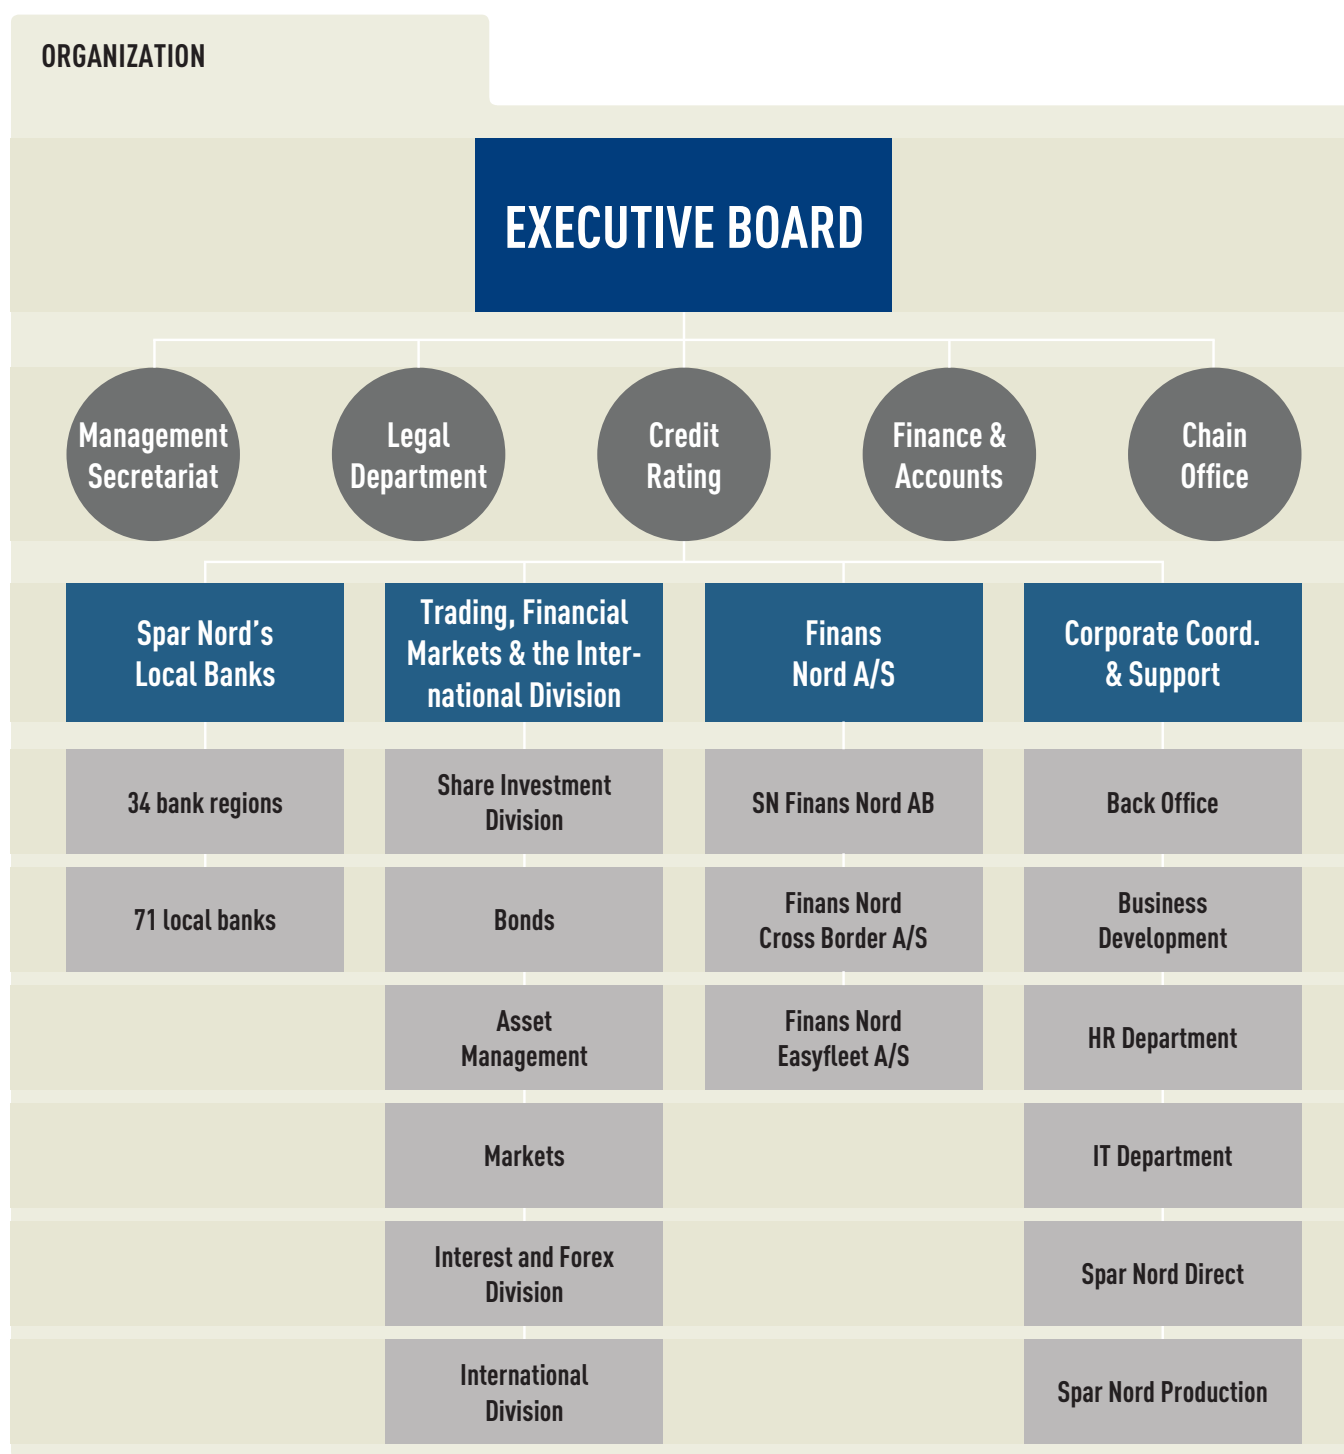 ORGANIZATION
EXECUTIVE BOARD
Management
Secretariat
Legal
Department
Credit
Rating
Finance &
Accounts
Chain
Office
Spar Nord's
Local Banks
Trading, Financial
Markets & the Inter-
national Division
Finans
Nord A/S
Corporate Coord.
& Support
34 bank regions
Share Investment
Division
SN Finans Nord AB
Back Office
71 local banks
Bonds
Finans Nord
Cross Border A/S
Business
Development
Asset
Management
Finans Nord
Easyfleet A/S
HR Department
Markets
IT Department
Interest and Forex
Division
Spar Nord Direct
International
Division
Spar Nord Production